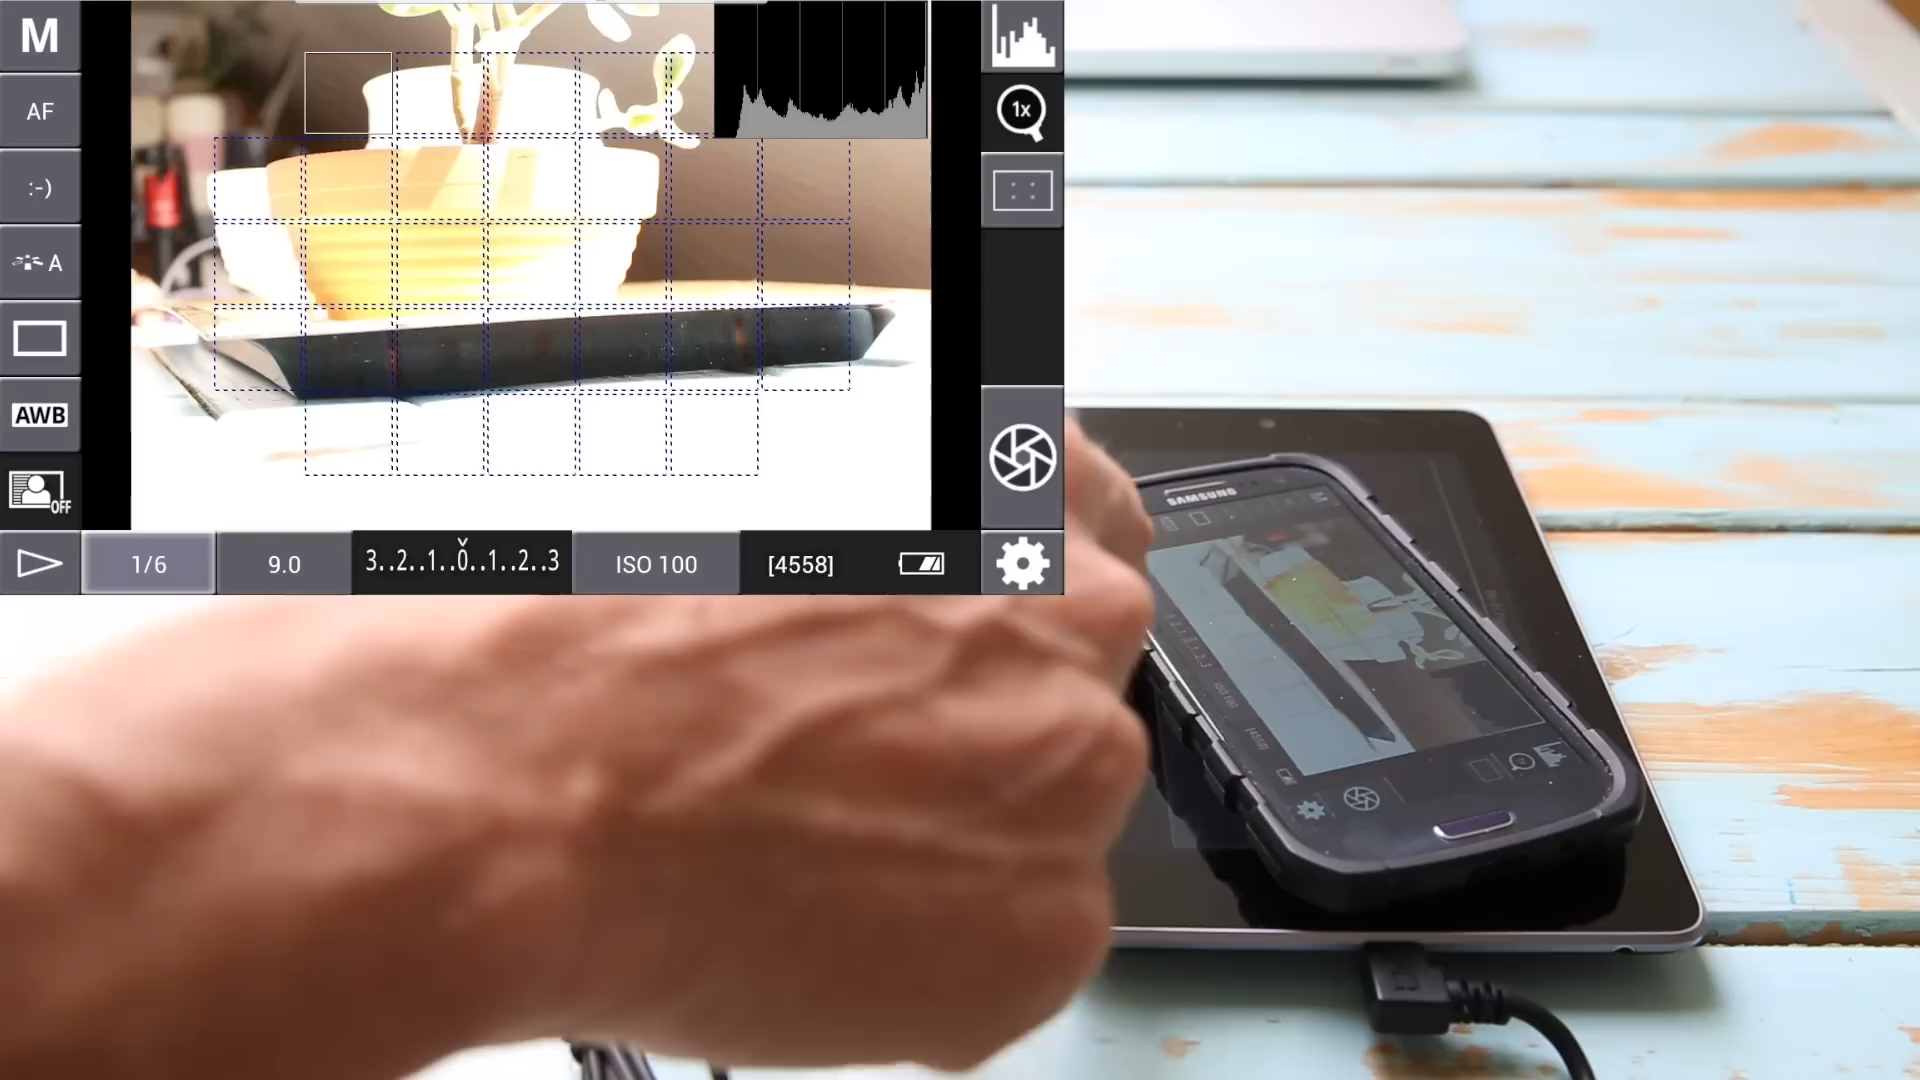 M
AF
:-)
A
AWB
OFF
1x
1/6
9.0
3..2..1..0..1..2..3
ISO 100
[4558]
SAMSUNG